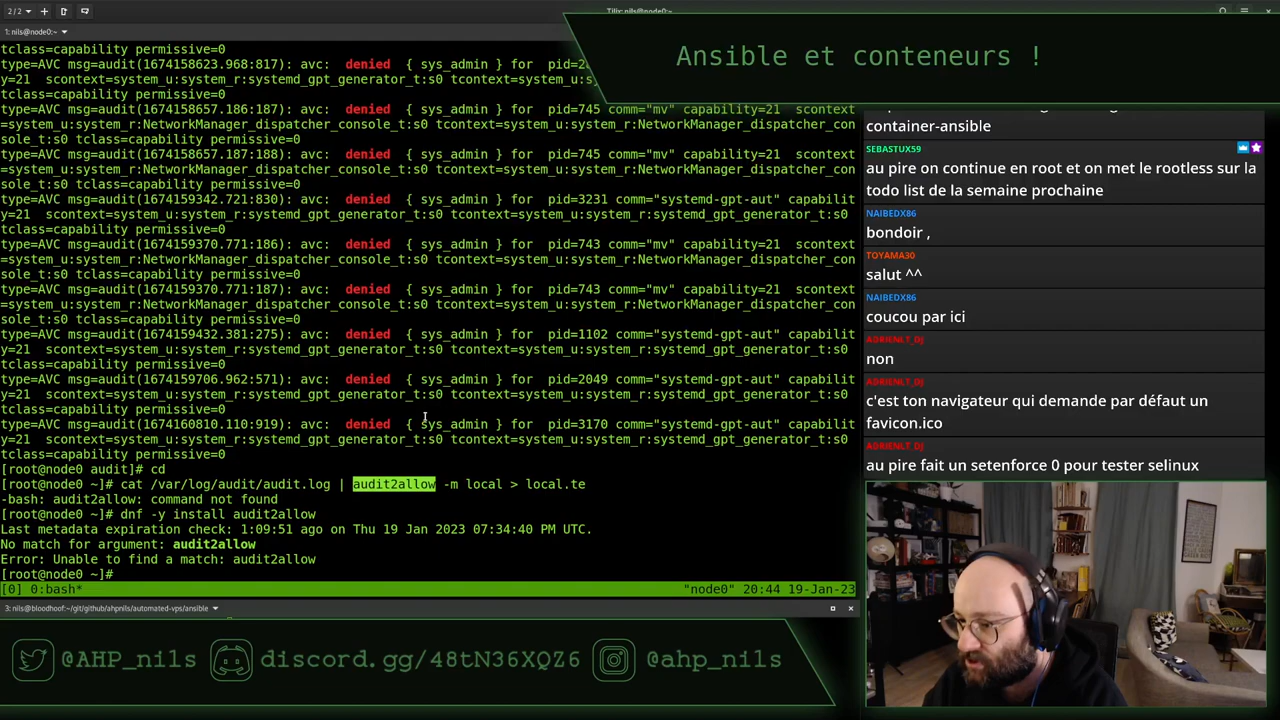 2/2
Tilix: nils@node0:~
1: nils@node0:~
tclass=capability permissive=0
type=AVC msg=audit(1674158623.968:817): avc:  denied  { sys_admin } for  pid=2
y=21  scontext=system_u:system_r:systemd_gpt_generator_t:s0 tcontext=system_u:s
tclass=capability permissive=0
type=AVC msg=audit(1674158657.186:187): avc:  denied  { sys_admin } for  pid=745 comm="mv" capability=21  scontext
=system_u:system_r:NetworkManager_dispatcher_console_t:s0 tcontext=system_u:system_r:NetworkManager_dispatcher_con
sole_t:s0 tclass=capability permissive=0
type=AVC msg=audit(1674158657.187:188): avc:  denied  { sys_admin } for  pid=745 comm="mv" capability=21  scontext
=system_u:system_r:NetworkManager_dispatcher_console_t:s0 tcontext=system_u:system_r:NetworkManager_dispatcher_con
sole_t:s0 tclass=capability permissive=0
type=AVC msg=audit(1674159342.721:830): avc:  denied  { sys_admin } for  pid=3231 comm="systemd-gpt-aut" capabilit
y=21  scontext=system_u:system_r:systemd_gpt_generator_t:s0 tcontext=system_u:system_r:systemd_gpt_generator_t:s0
tclass=capability permissive=0
type=AVC msg=audit(1674159370.771:186): avc:  denied  { sys_admin } for  pid=743 comm="mv" capability=21  scontext
=system_u:system_r:NetworkManager_dispatcher_console_t:s0 tcontext=system_u:system_r:NetworkManager_dispatcher_con
sole_t:s0 tclass=capability permissive=0
type=AVC msg=audit(1674159370.771:187): avc:  denied  { sys_admin } for  pid=743 comm="mv" capability=21  scontext
=system_u:system_r:NetworkManager_dispatcher_console_t:s0 tcontext=system_u:system_r:NetworkManager_dispatcher_con
sole_t:s0 tclass=capability permissive=0
type=AVC msg=audit(1674159432.381:275): avc:  denied  { sys_admin } for  pid=1102 comm="systemd-gpt-aut" capabilit
y=21  scontext=system_u:system_r:systemd_gpt_generator_t:s0 tcontext=system_u:system_r:systemd_gpt_generator_t:s0
tclass=capability permissive=0
type=AVC msg=audit(1674159706.962:571): avc:  denied  { sys_admin } for  pid=2049 comm="systemd-gpt-aut" capabilit
y=21  scontext=system_u:system_r:systemd_gpt_generator_t:s0 tcontext=system_u:system_r:systemd_gpt_generator_t:s0
tclass=capability permissive=0
type=AVC msg=audit(1674160810.110:919): avc:  denied  { sys_admin } for  pid=3170 comm="systemd-gpt-aut" capabilit
y=21  scontext=system_u:system_r:systemd_gpt_generator_t:s0 tcontext=system_u:system_r:systemd_gpt_generator_t:s0
tclass=capability permissive=0
[root@node0 audit]# cd
[root@node0 ~]# cat /var/log/audit/audit.log | audit2allow -m local > local.te
-bash: audit2allow: command not found
[root@node0 ~]# dnf -y install audit2allow
Last metadata expiration check: 1:09:51 ago on Thu 19 Jan 2023 07:34:40 PM UTC.
No match for argument: audit2allow
Error: Unable to find a match: audit2allow
[root@node0 ~]#
[0] 0:bash* "node0" 20:44 19-Jan-23
3: nils@bloodhoof:~/git/github/ahpnils/automated-vps/ansible
Ansible et conteneurs !
container-ansible
SEBASTUX59
au pire on continue en root et on met le rootless sur la
todo list de la semaine prochaine
NAIBEDX86
bondoir ,
TOYAMA30
salut ^^
NAIBEDX86
coucou par ici
ADRIENLT_DJ
non
ADRIENLT_DJ
c'est ton navigateur qui demande par défaut un
favicon.ico
ADRIENLT_DJ
au pire fait un setenforce 0 pour tester selinux
@AHP_nils discord.gg/48tN36XQZ6 @ahp_nils